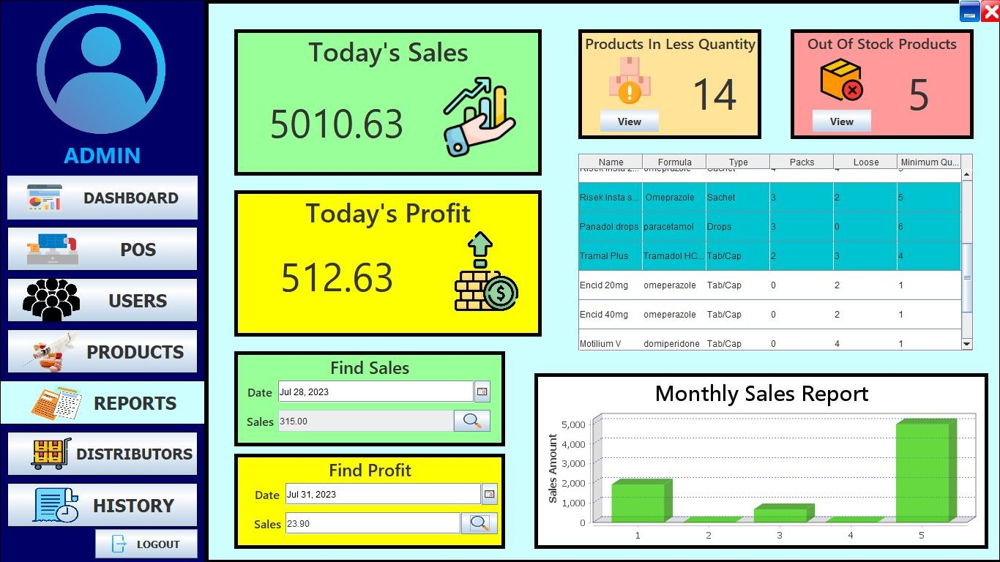 ADMIN
DASHBOARD
POS
USERS
PRODUCTS
REPORTS
DISTRIBUTORS
HISTORY
LOGOUT
Today's Sales
5010.63
Today's Profit
512.63
Find Sales
Date Jul 28, 2023
Sales 315.00
Find Profit
Date Jul 31, 2023
Sales 23.90
Products In Less Quantity
14
View
Out Of Stock Products
5
View
Name Formula Type Packs Loose Minimum Qu...
Risek Insta 2... omeprazole Sachet 4 4 5
Risek Insta s... Omeprazole Sachet 3 2 5
Panadol drops paracetamol Drops 3 0 6
Tramal Plus Tramadol HC... Tab/Cap 2 3 4
Encid 20mg omeperazole Tab/Cap 0 2 1
Encid 40mg omeperazole Tab/Cap 0 2 1
Motilium V domiperidone Tab/Cap 0 4 1
Monthly Sales Report
Sales Amount
5,000
4,000
3,000
2,000
1,000
0
1 2 3 4 5